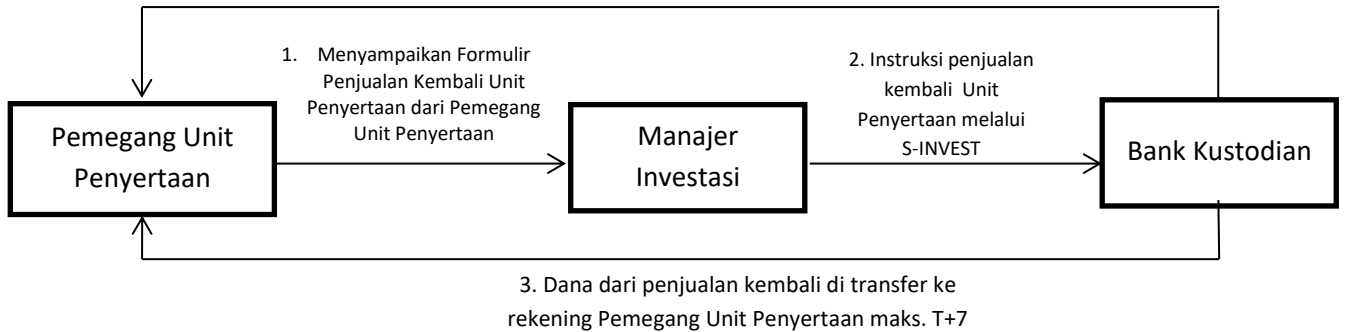 1. Menyampaikan Formulir
Penjualan Kembali Unit
Penyertaan dari Pemegang
Unit Penyertaan
2. Instruksi penjualan
kembali Unit
Penyertaan melalui
S-INVEST
Pemegang Unit
Penyertaan
Manajer
Investasi
Bank Kustodian
3. Dana dari penjualan kembali di transfer ke
rekening Pemegang Unit Penyertaan maks. T+7